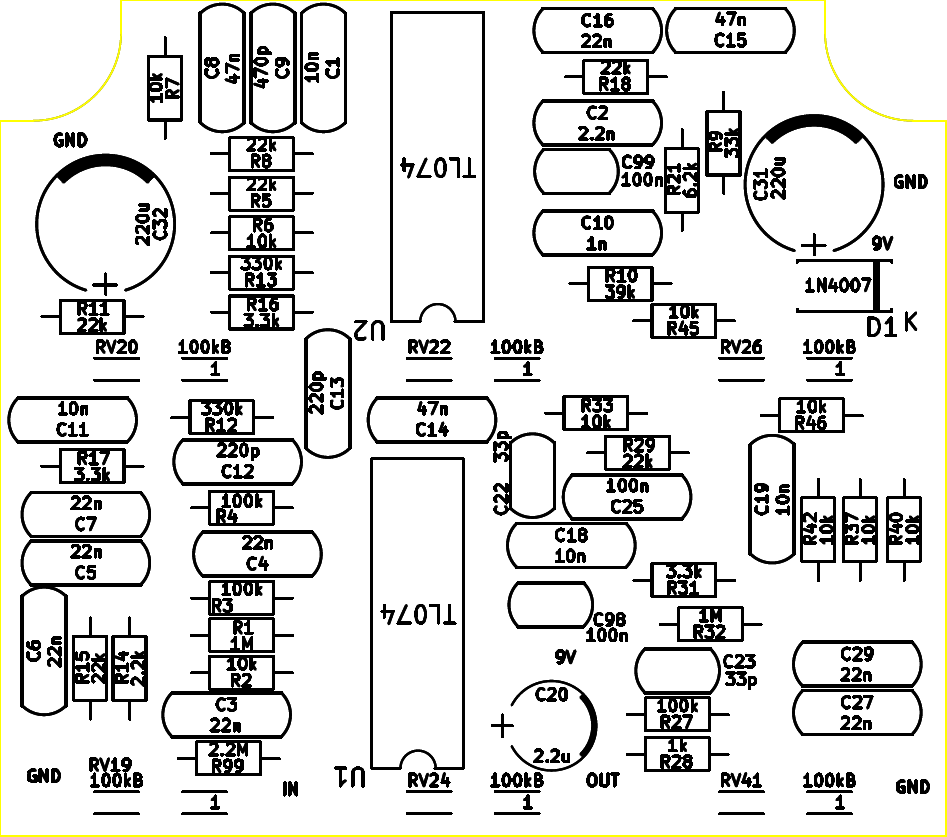 C16
22n
47n
C15
10k
R7
C8
47n
470p
C9
10n
C1
22k
R18
C2
2.2n
GND
22k
R8
TL074
C99
100n
R21
6.2k
R9
33k
C31
220u
GND
22k
R5
220u
C32
R6
10k
C10
1n
9V
330k
R13
R10
39k
1N4007
R11
22k
R16
3.3k
U2
10k
R45
D1
K
RV20
100kB
1
RV22
100kB
1
RV26
100kB
1
220p
C13
10n
C11
330k
R12
47n
C14
R33
10k
10k
R46
R17
3.3k
220p
C12
33p
C22
R29
22k
22n
C7
100k
R4
100n
C25
C19
10n
R42
10k
R37
10k
R40
10k
22n
C5
22n
C4
C18
10n
100k
R3
3.3k
R31
C6
22n
R1
1M
TL074
C98
100n
1M
R32
R15
22k
R14
2.2k
10k
R2
9V
C23
33p
C29
22n
C3
22n
C20
2.2u
100k
R27
C27
22n
2.2M
R99
1k
R28
GND
RV19
100kB
1
IN
U1
RV24
100kB
1
OUT
RV41
100kB
1
GND